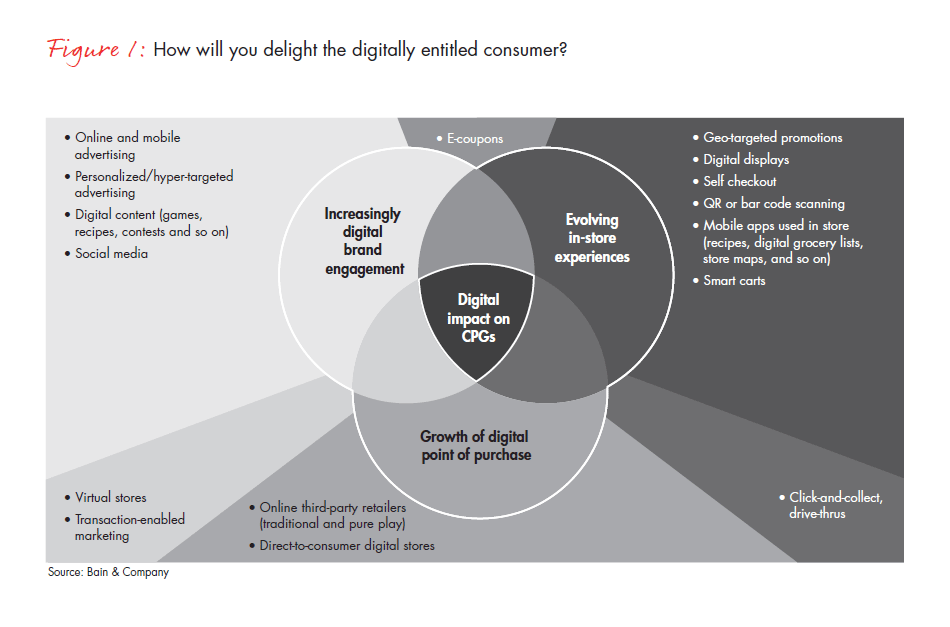 Figure 1: How will you delight the digitally entitled consumer?
• Online and mobile
advertising
• Personalized/hyper-targeted
advertising
• Digital content (games,
recipes, contests and so on)
• Social media
• E-coupons
• Geo-targeted promotions
• Digital displays
• Self checkout
• QR or bar code scanning
• Mobile apps used in store
(recipes, digital grocery lists,
store maps, and so on)
• Smart carts
Increasingly
digital
brand
engagement
Evolving
in-store
experiences
Digital
impact on
CPGs
Growth of digital
point of purchase
• Virtual stores
• Transaction-enabled
marketing
• Online third-party retailers
(traditional and pure play)
• Direct-to-consumer digital stores
• Click-and-collect,
drive-thrus
Source: Bain & Company